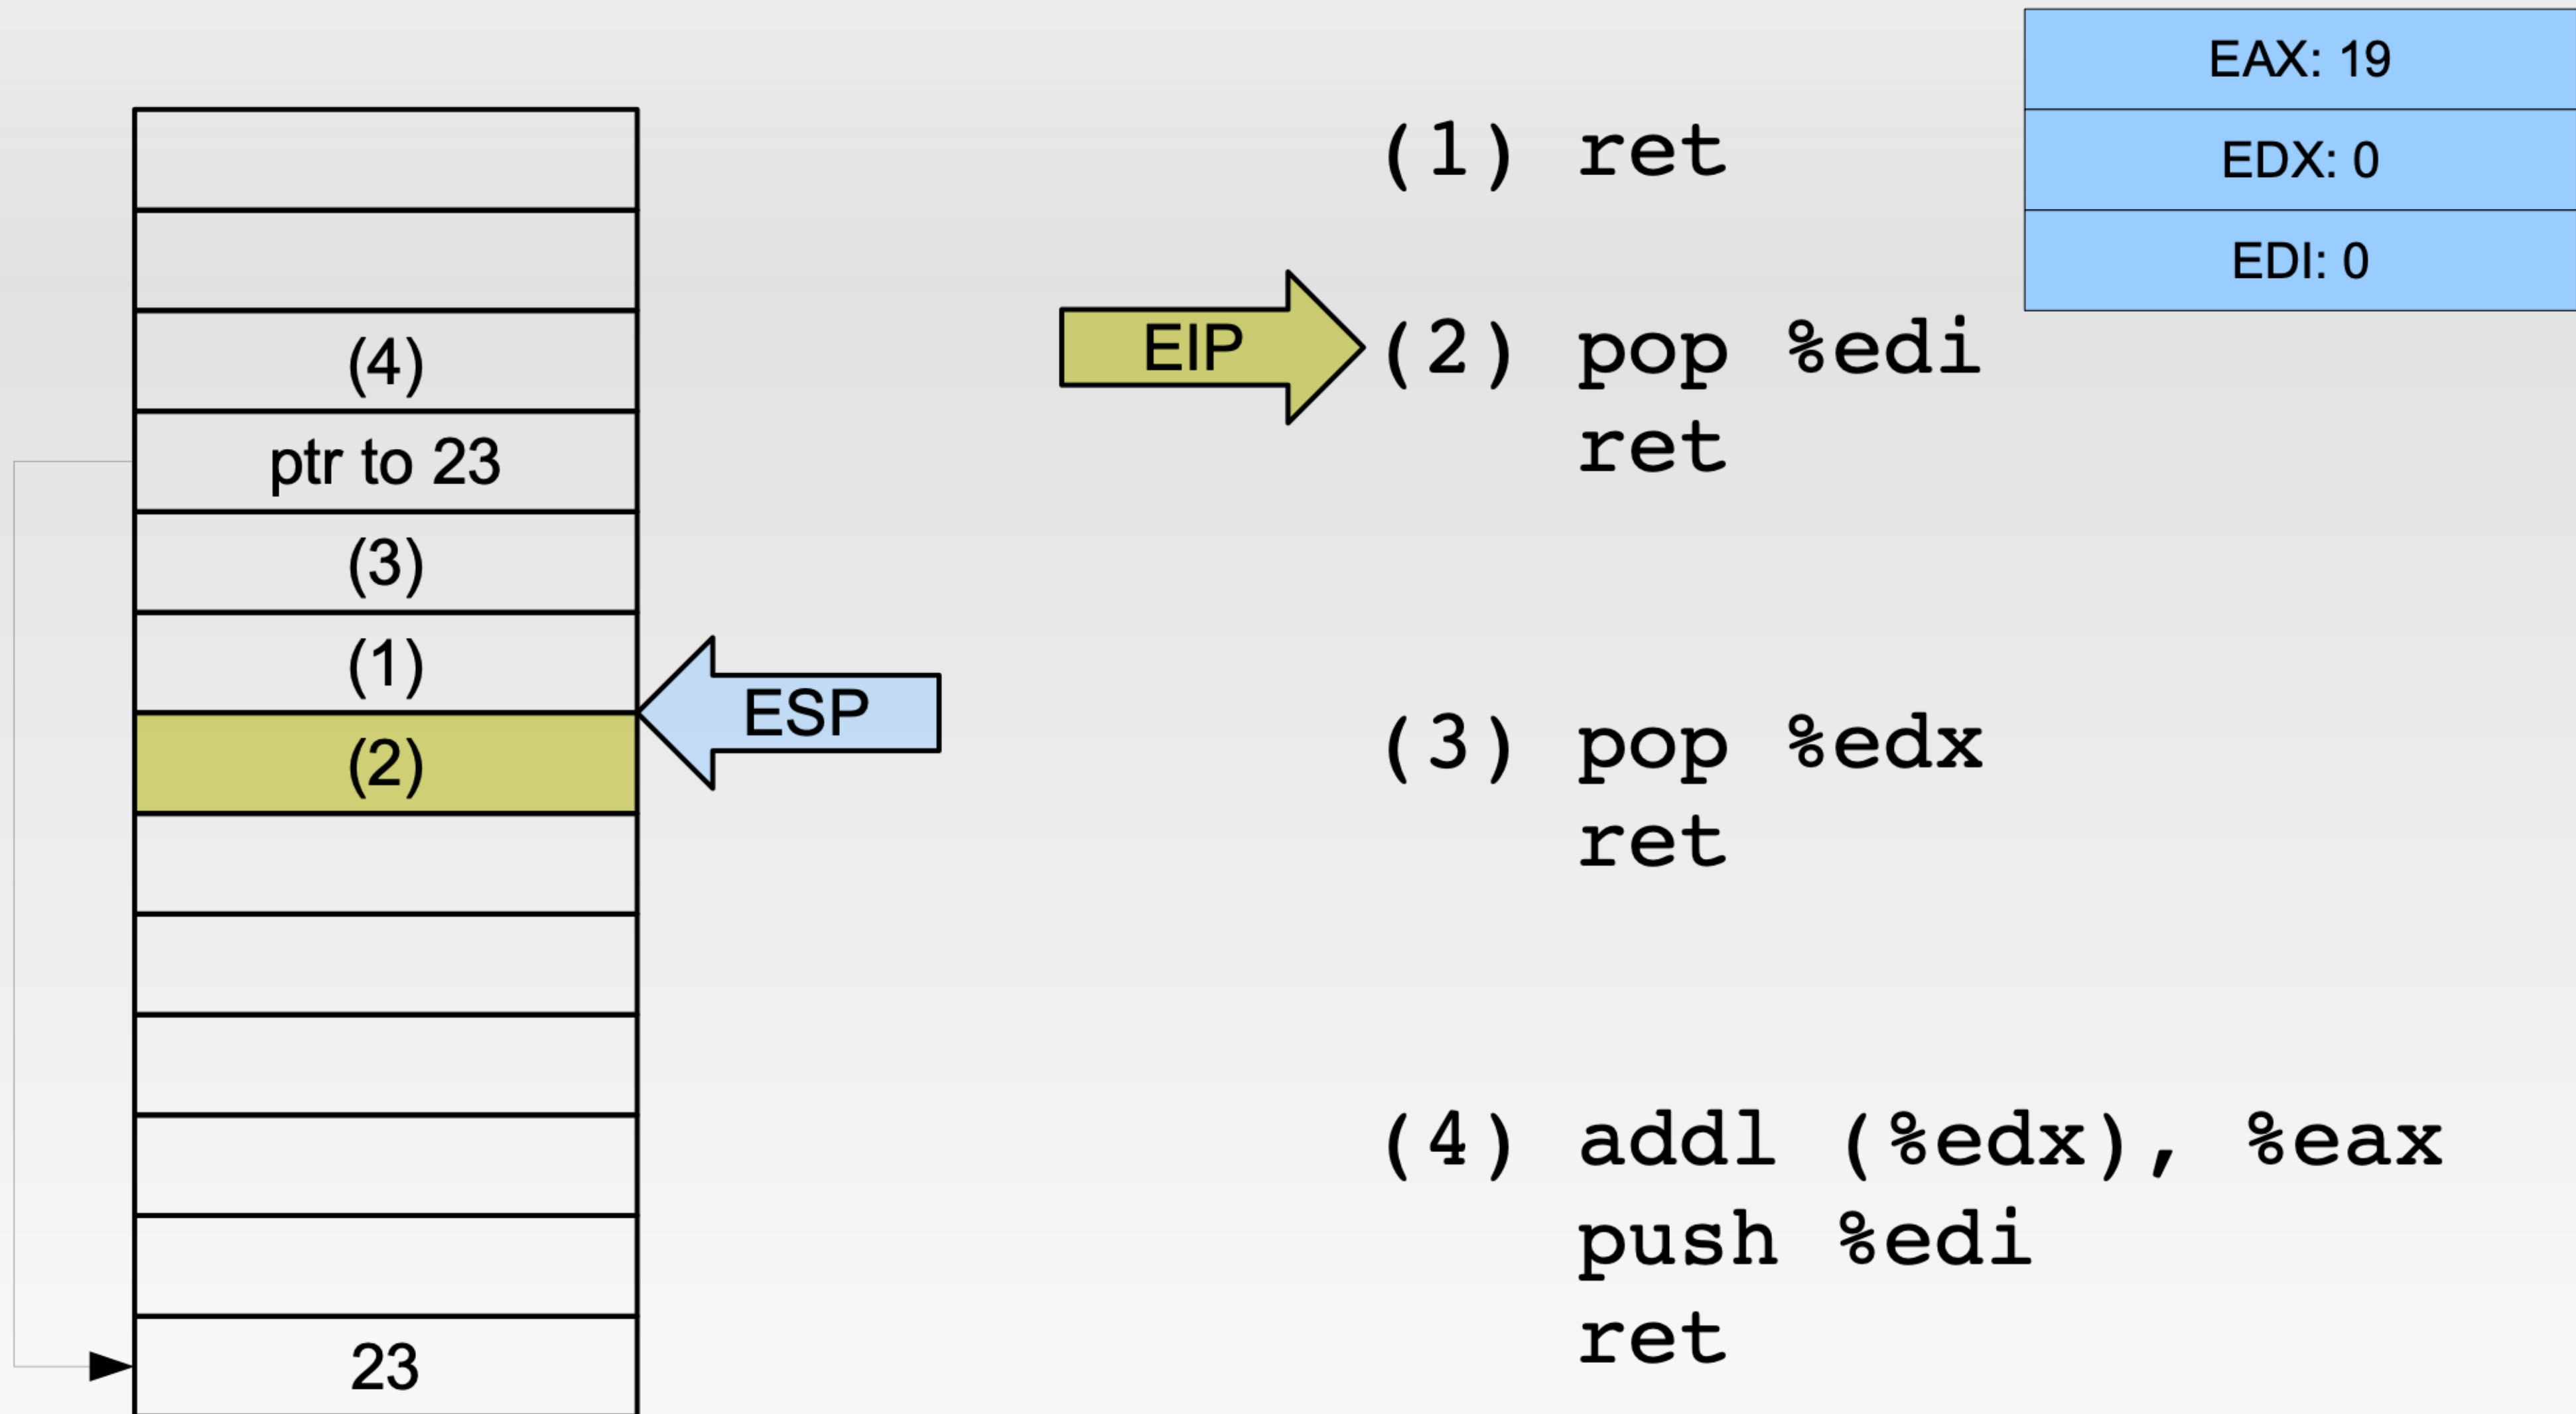 EAX: 19
EDX: 0
EDI: 0
(4)
ptr to 23
(3)
(1)
(2)
23
ESP
EIP
(1) ret
(2) pop %edi
ret
(3) pop %edx
ret
(4) addl (%edx), %eax
push %edi
ret